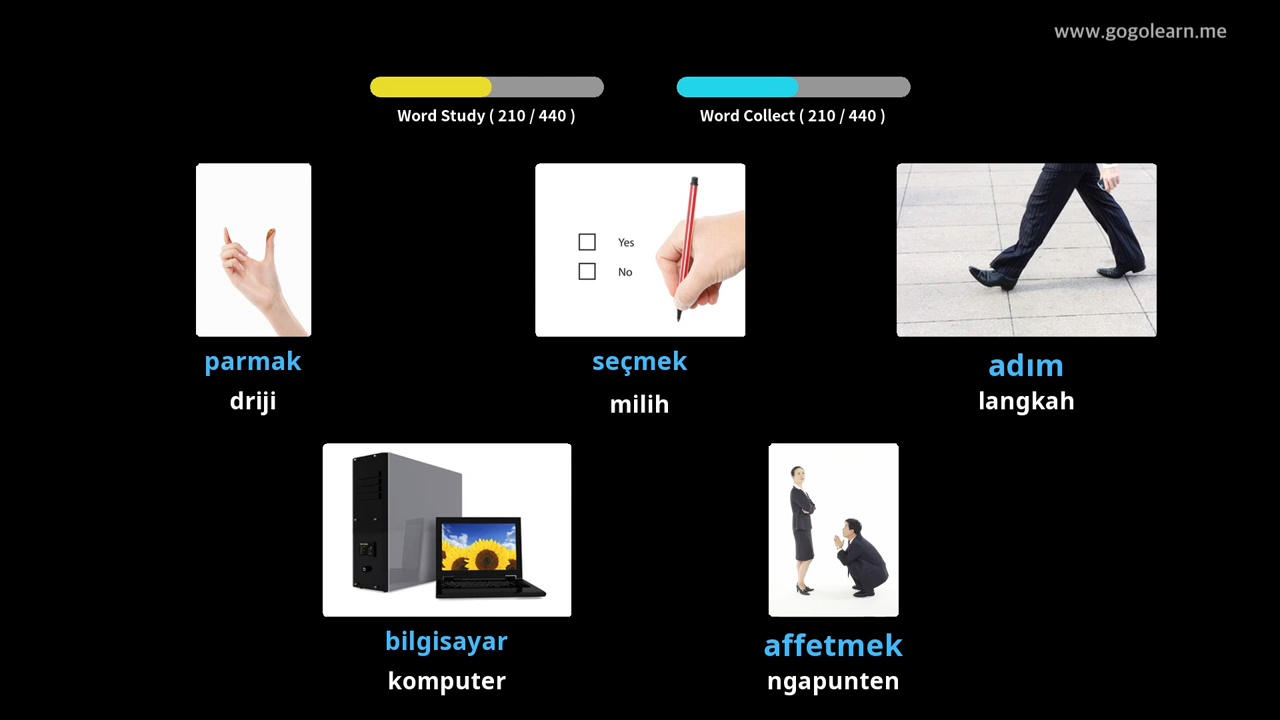 www.gogolearn.me
Word Study ( 210 / 440 )
Word Collect ( 210 / 440 )
Yes
No
parmak
driji
seçmek
milih
adım
langkah
bilgisayar
komputer
affetmek
ngapunten